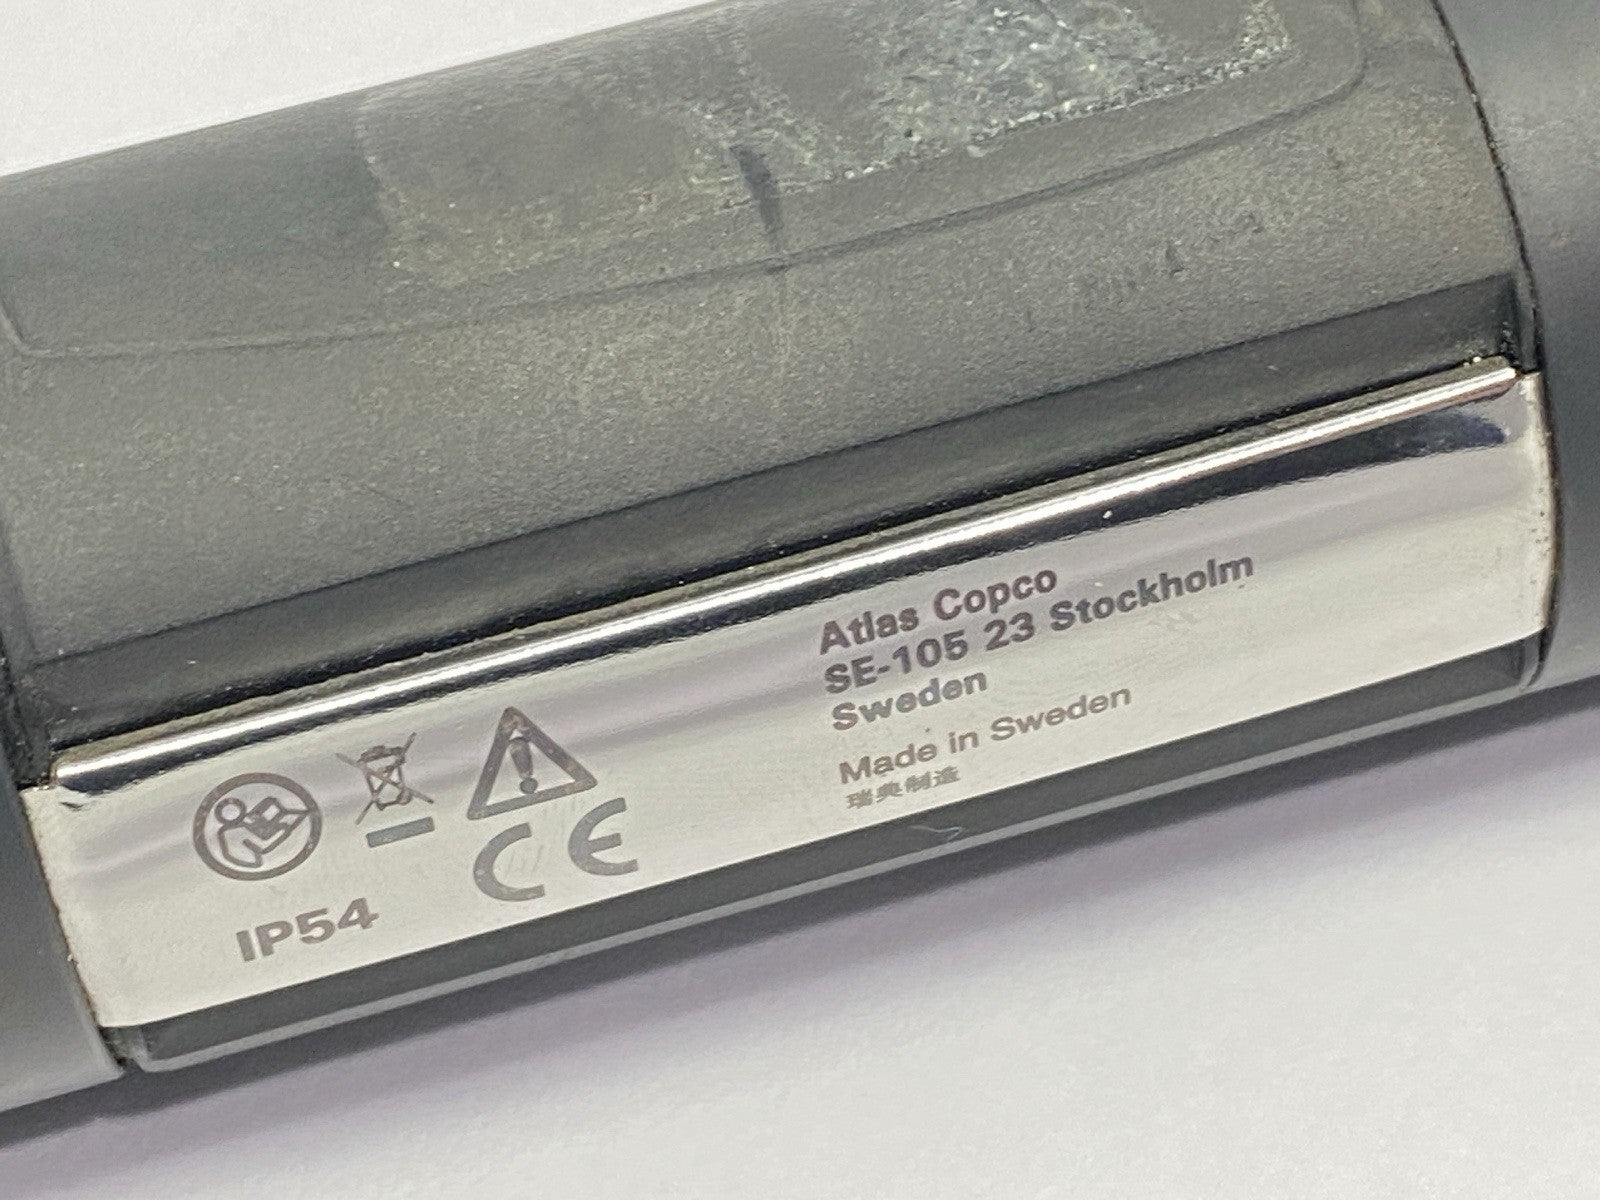 Atlas Copco
SE-105 23 Stockholm
Sweden
Made in Sweden
瑞典制造
CE
IP54